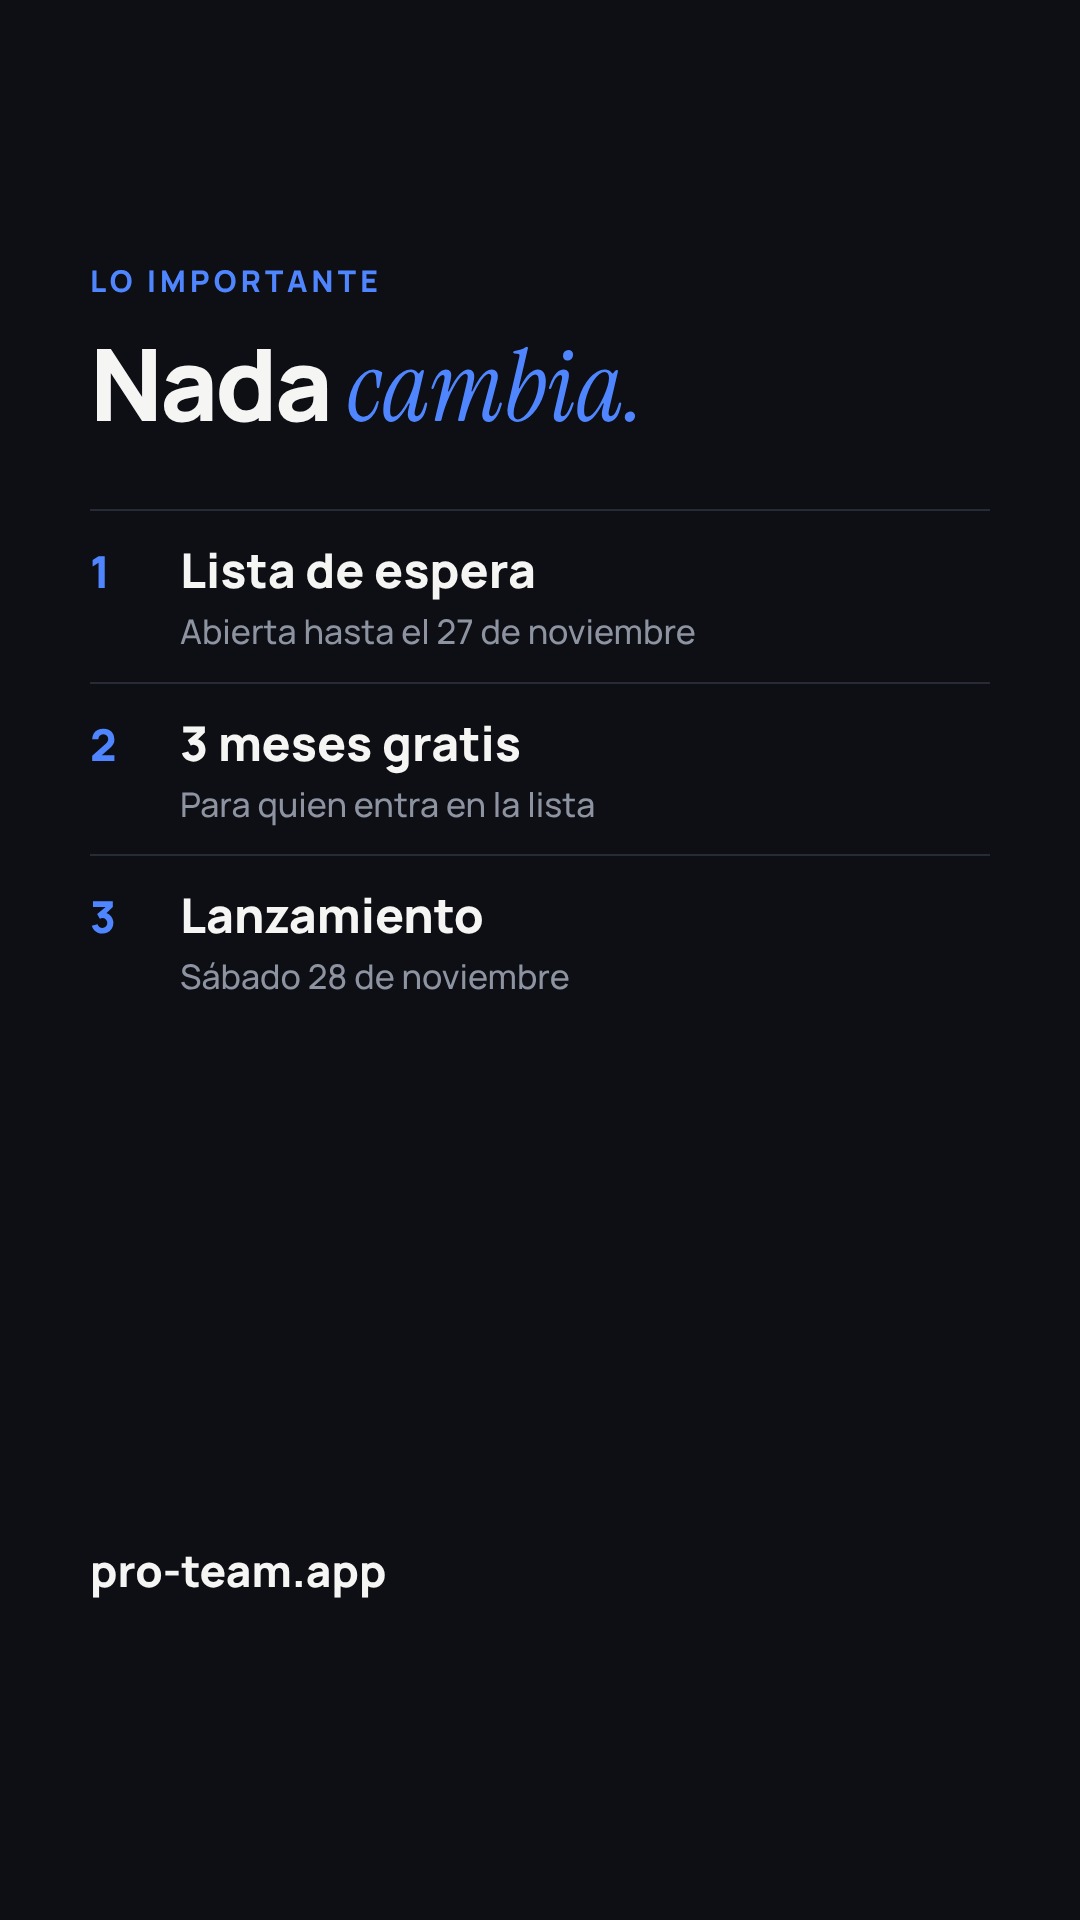 LO IMPORTANTE
Nada cambia.
1 Lista de espera
Abierta hasta el 27 de noviembre
2 3 meses gratis
Para quien entra en la lista
3 Lanzamiento
Sábado 28 de noviembre
pro-team.app